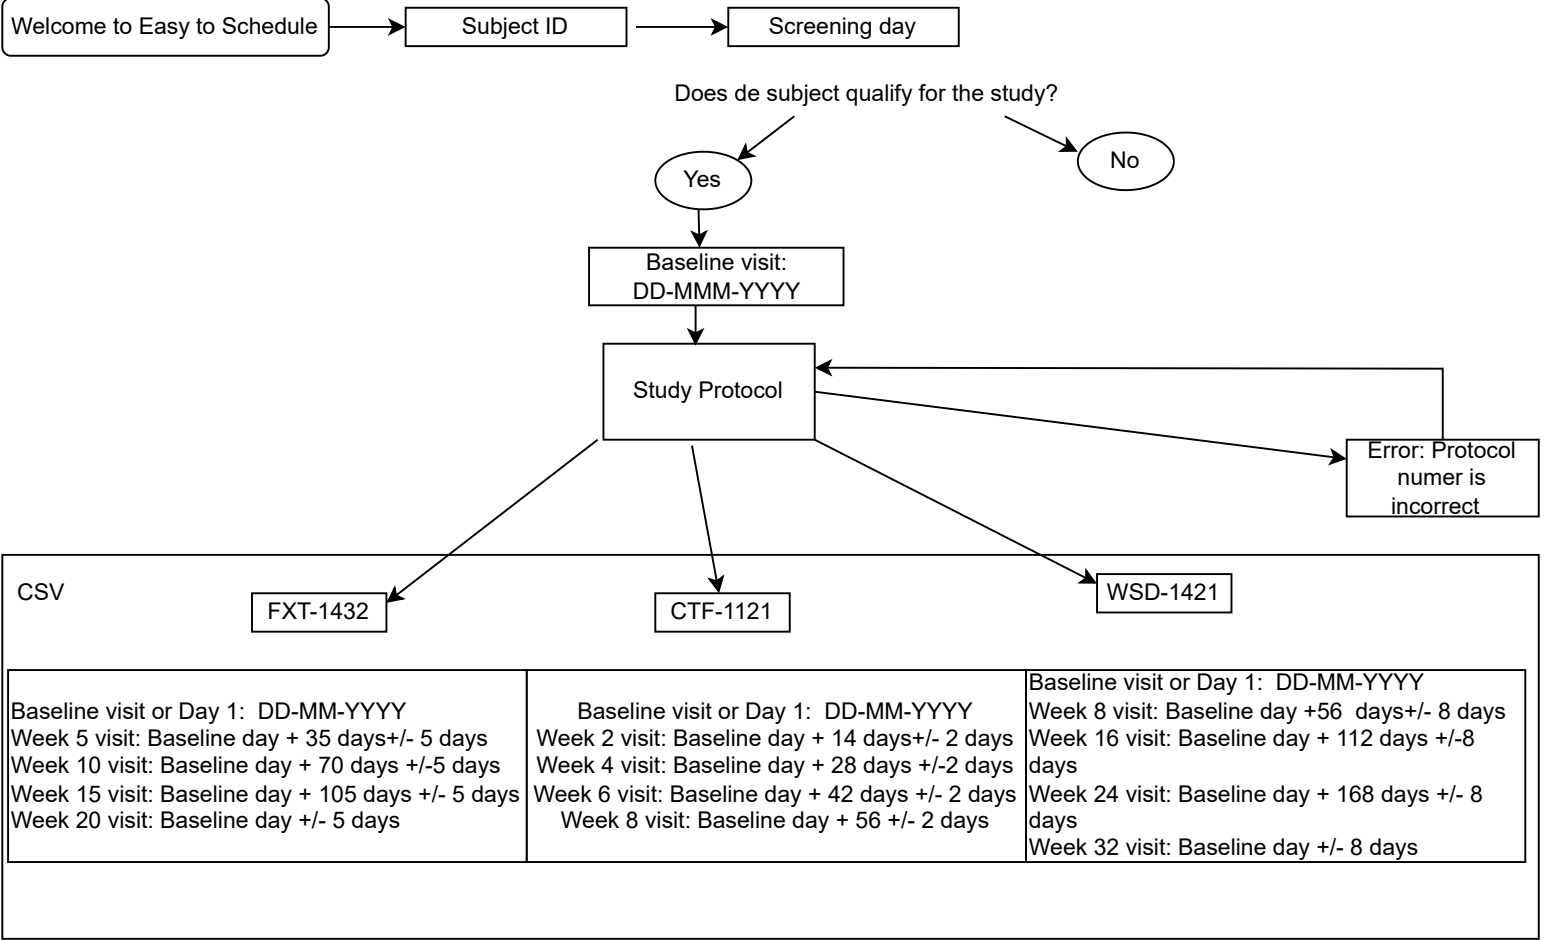 Welcome to Easy to Schedule
Subject ID
Screening day
Does de subject qualify for the study?
Yes
No
Baseline visit:
DD-MMM-YYYY
Study Protocol
Error: Protocol
numer is
incorrect
CSV
FXT-1432
CTF-1121
WSD-1421
Baseline visit or Day 1:  DD-MM-YYYY
Week 5 visit: Baseline day + 35 days+/- 5 days
Week 10 visit: Baseline day + 70 days +/-5 days
Week 15 visit: Baseline day + 105 days +/- 5 days
Week 20 visit: Baseline day +/- 5 days
Baseline visit or Day 1:  DD-MM-YYYY
Week 2 visit: Baseline day + 14 days+/- 2 days
Week 4 visit: Baseline day + 28 days +/-2 days
Week 6 visit: Baseline day + 42 days +/- 2 days
Week 8 visit: Baseline day + 56 +/- 2 days
Baseline visit or Day 1:  DD-MM-YYYY
Week 8 visit: Baseline day +56  days+/- 8 days
Week 16 visit: Baseline day + 112 days +/-8
days
Week 24 visit: Baseline day + 168 days +/- 8
days
Week 32 visit: Baseline day +/- 8 days